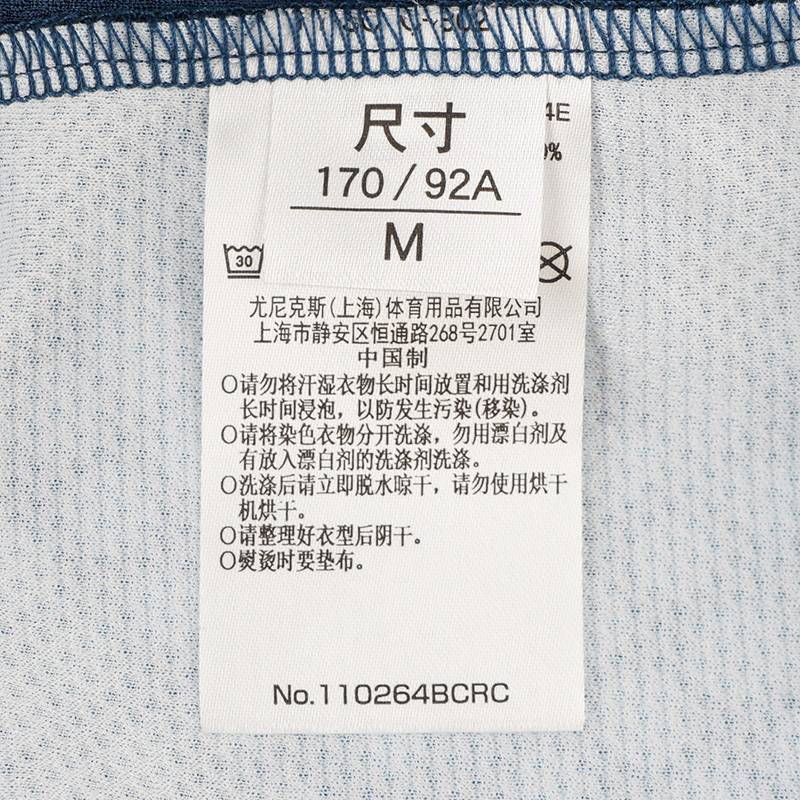 尺寸
170 / 92A
M
4E
%
30
尤尼克斯(上海)体育用品有限公司
上海市静安区恒通路268号2701室
中国制
○请勿将汗湿衣物长时间放置和用洗涤剂
长时间浸泡，以防发生污染(移染)。
○请将染色衣物分开洗涤，勿用漂白剂及
有放入漂白剂的洗涤剂洗涤。
○洗涤后请立即脱水晾干，请勿使用烘干
机烘干。
○请整理好衣型后阴干。
○熨烫时要垫布。
No.110264BCRC